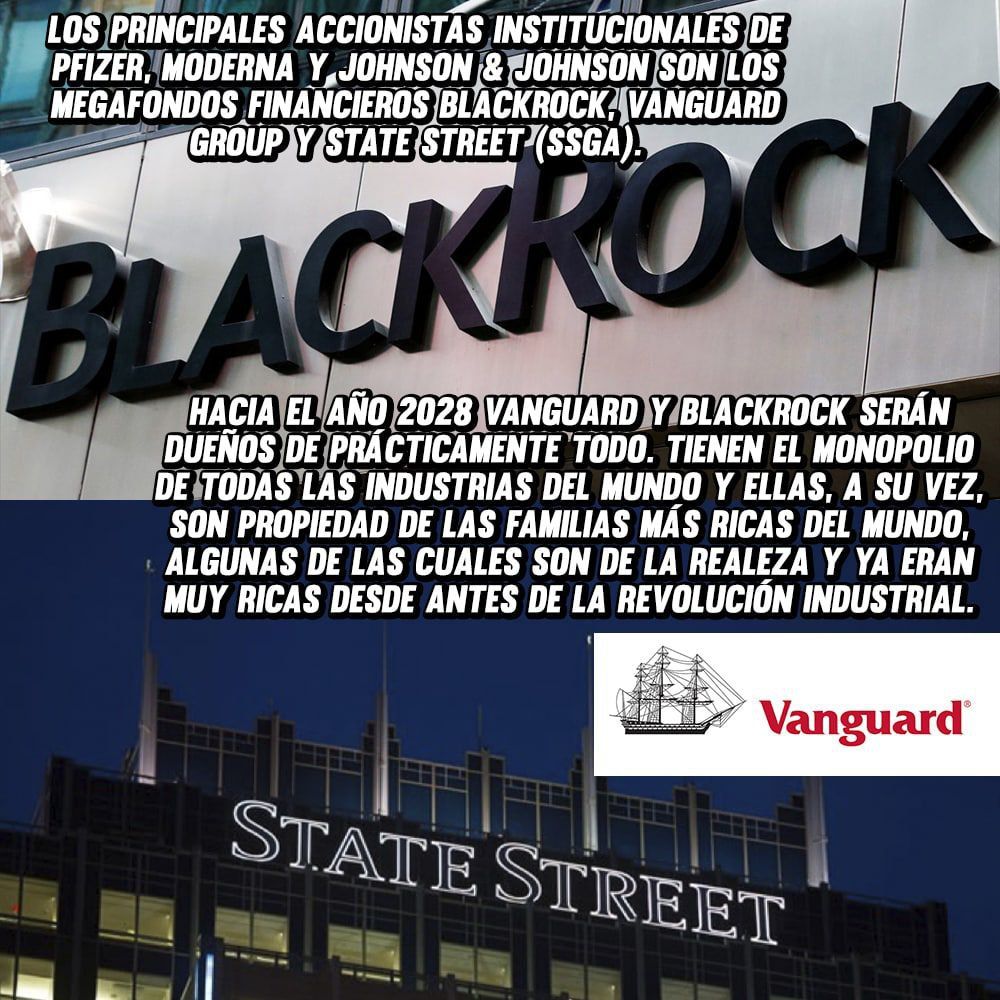 LOS PRINCIPALES ACCIONISTAS INSTITUCIONALES DE
PFIZER, MODERNA Y JOHNSON & JOHNSON SON LOS
MEGAFONDOS FINANCIEROS BLACKROCK, VANGUARD
GROUP Y STATE STREET (SSGA).
BLACKROCK
HACIA EL AÑO 2028 VANGUARD Y BLACKROCK SERÁN
DUEÑOS DE PRÁCTICAMENTE TODO. TIENEN EL MONOPOLIO
DE TODAS LAS INDUSTRIAS DEL MUNDO Y ELLAS, A SU VEZ,
SON PROPIEDAD DE LAS FAMILIAS MÁS RICAS DEL MUNDO,
ALGUNAS DE LAS CUALES SON DE LA REALEZA Y YA ERAN
MUY RICAS DESDE ANTES DE LA REVOLUCIÓN INDUSTRIAL.
Vanguard®
STATE STREET